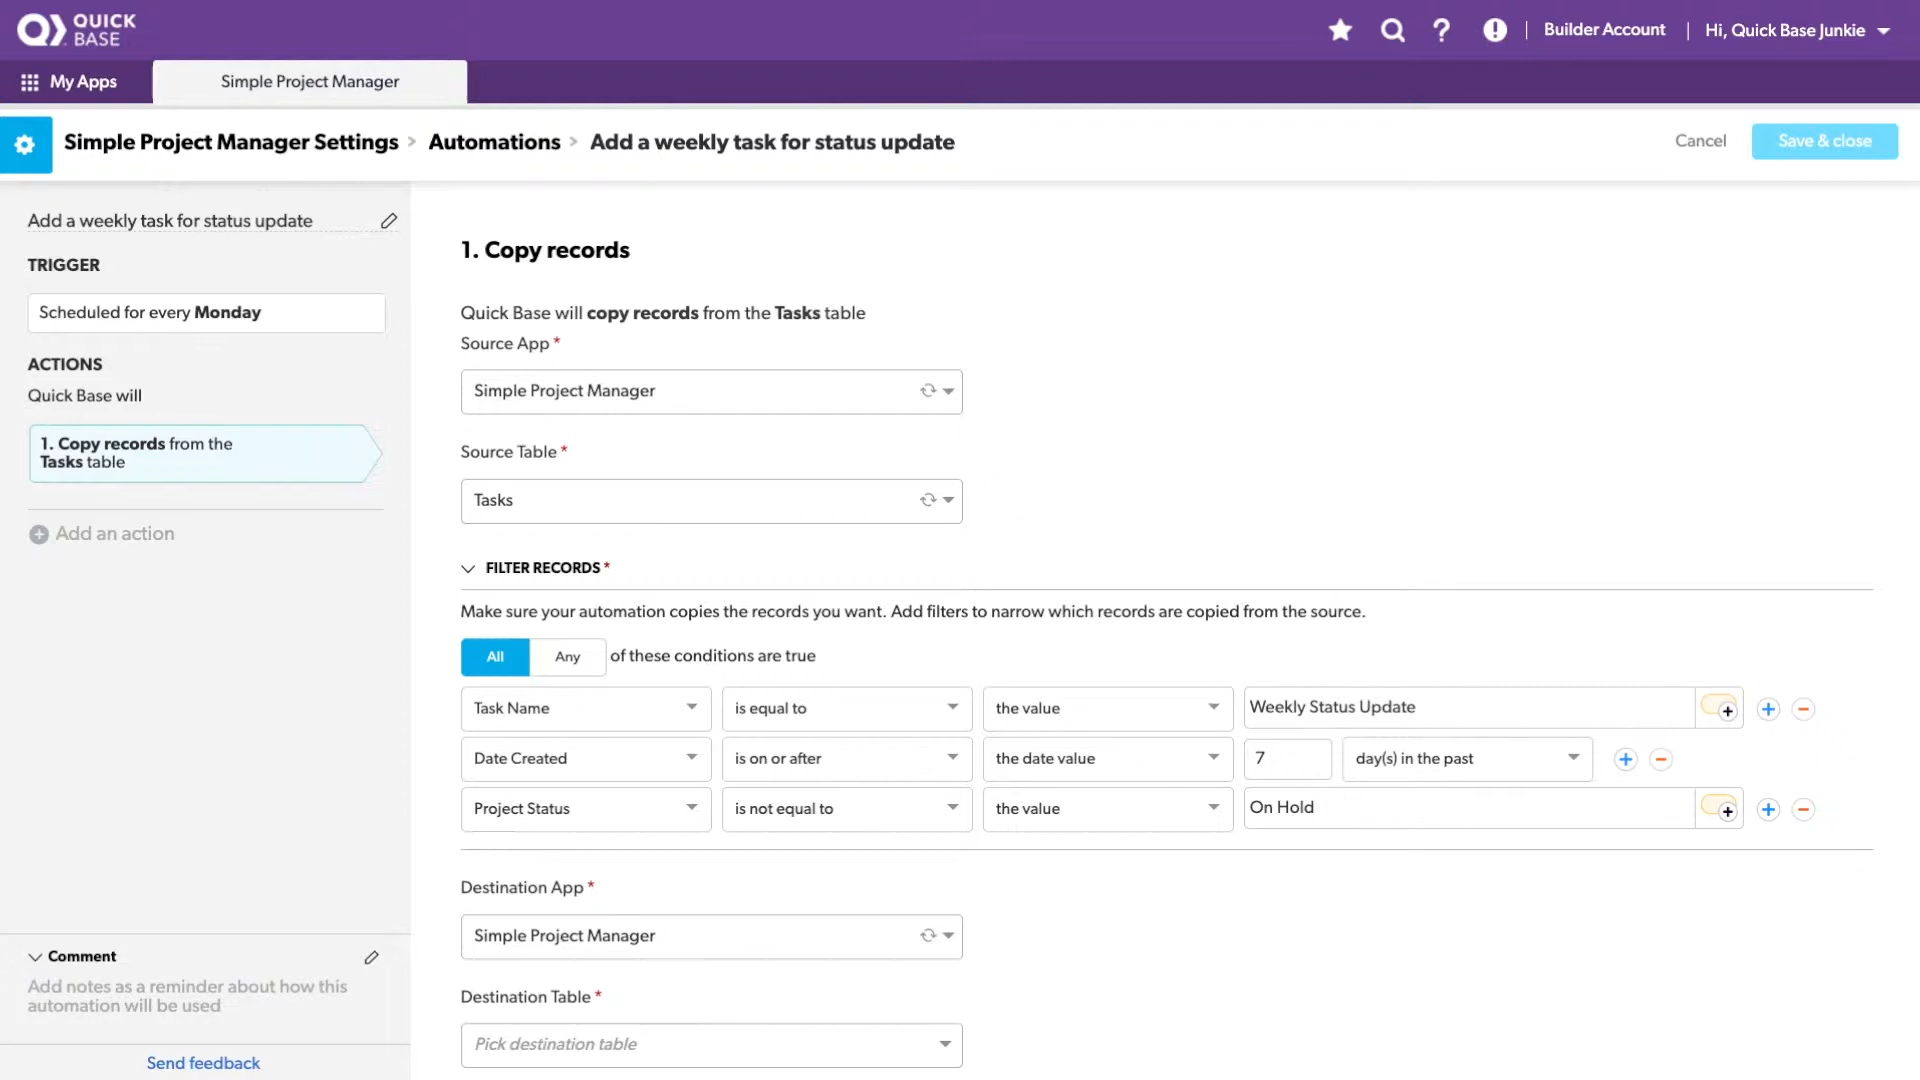 QUICK
BASE
Builder Account
Hi, Quick Base Junkie
My Apps
Simple Project Manager
Simple Project Manager Settings > Automations > Add a weekly task for status update
Cancel
Save & close
Add a weekly task for status update
TRIGGER
Scheduled for every Monday
ACTIONS
Quick Base will
1. Copy records from the
Tasks table
Add an action
Comment
Add notes as a reminder about how this
automation will be used
Send feedback
1. Copy records
Quick Base will copy records from the Tasks table
Source App *
Simple Project Manager
Source Table *
Tasks
FILTER RECORDS *
Make sure your automation copies the records you want. Add filters to narrow which records are copied from the source.
All Any of these conditions are true
Task Name is equal to the value Weekly Status Update
Date Created is on or after the date value 7 day(s) in the past
Project Status is not equal to the value On Hold
Destination App *
Simple Project Manager
Destination Table *
Pick destination table